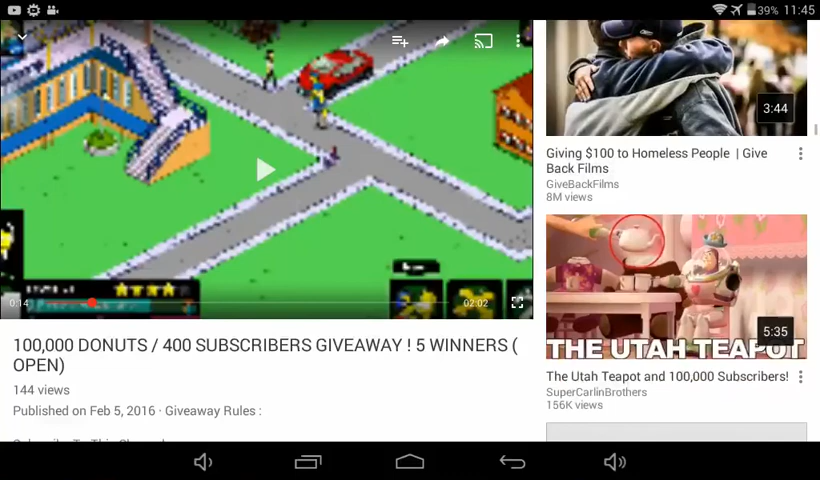 39% 11:45
0:14
02:02
100,000 DONUTS / 400 SUBSCRIBERS GIVEAWAY ! 5 WINNERS (
OPEN)
144 views
Published on Feb 5, 2016 · Giveaway Rules :
3:44
Giving $100 to Homeless People | Give
Back Films
GiveBackFilms
8M views
5:35
THE UTAH TEAPOT
The Utah Teapot and 100,000 Subscribers!
SuperCarlinBrothers
156K views